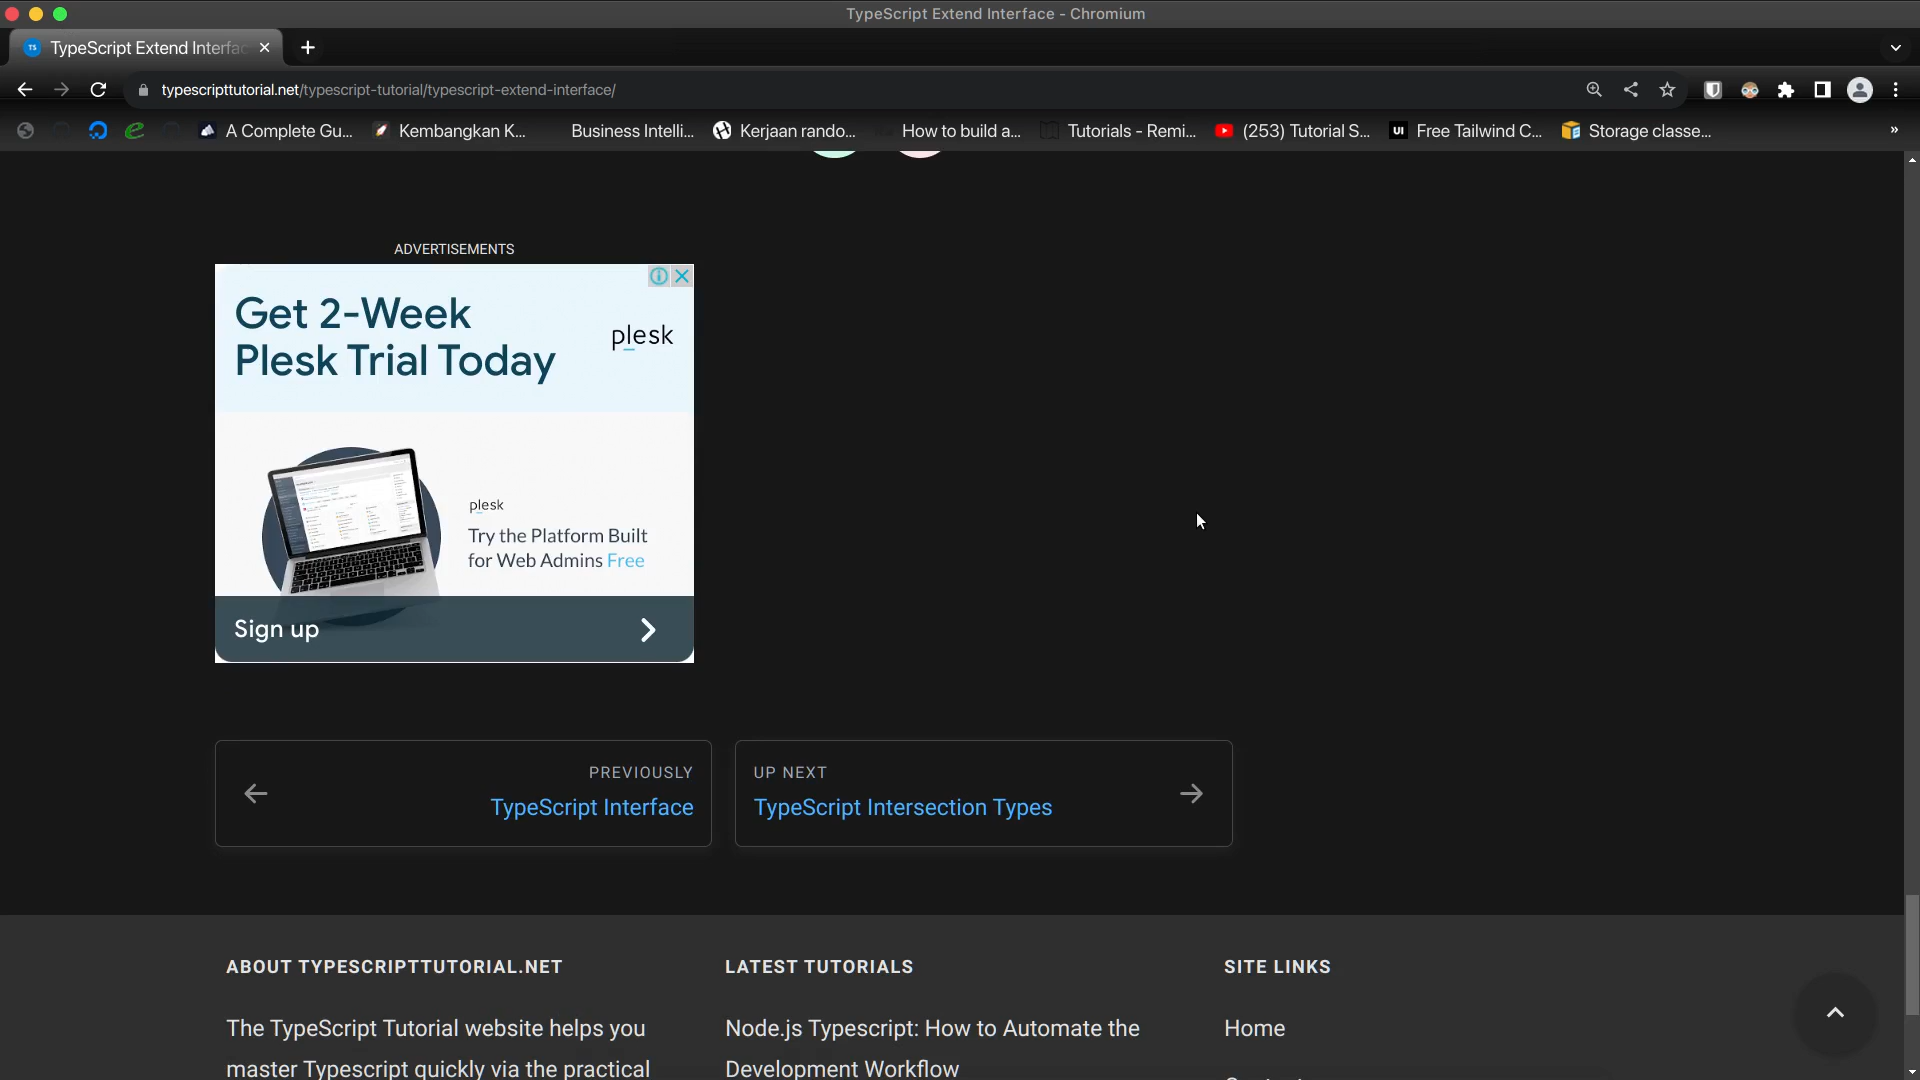 TypeScript Extend Interface - Chromium
TypeScript Extend Interfac
typescripttutorial.net/typescript-tutorial/typescript-extend-interface/
A Complete Gu...
Kembangkan K...
Business Intelli...
Kerjaan rando...
How to build a...
Tutorials - Remi...
(253) Tutorial S...
UI
Free Tailwind C...
Storage classe...
ADVERTISEMENTS
Get 2-Week
Plesk Trial Today
plesk
plesk
Try the Platform Built
for Web Admins Free
Sign up
PREVIOUSLY
TypeScript Interface
UP NEXT
TypeScript Intersection Types
ABOUT TYPESCRIPTTUTORIAL.NET
The TypeScript Tutorial website helps you
master Typescript quickly via the practical
LATEST TUTORIALS
Node.js Typescript: How to Automate the
Development Workflow
SITE LINKS
Home